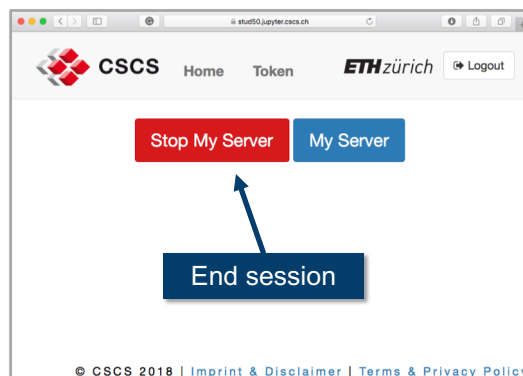 stud50.jupyter.cscs.ch
CSCS Home Token ETHzürich Logout
Stop My Server My Server
End session
© CSCS 2018 | Imprint & Disclaimer | Terms & Privacy Policy